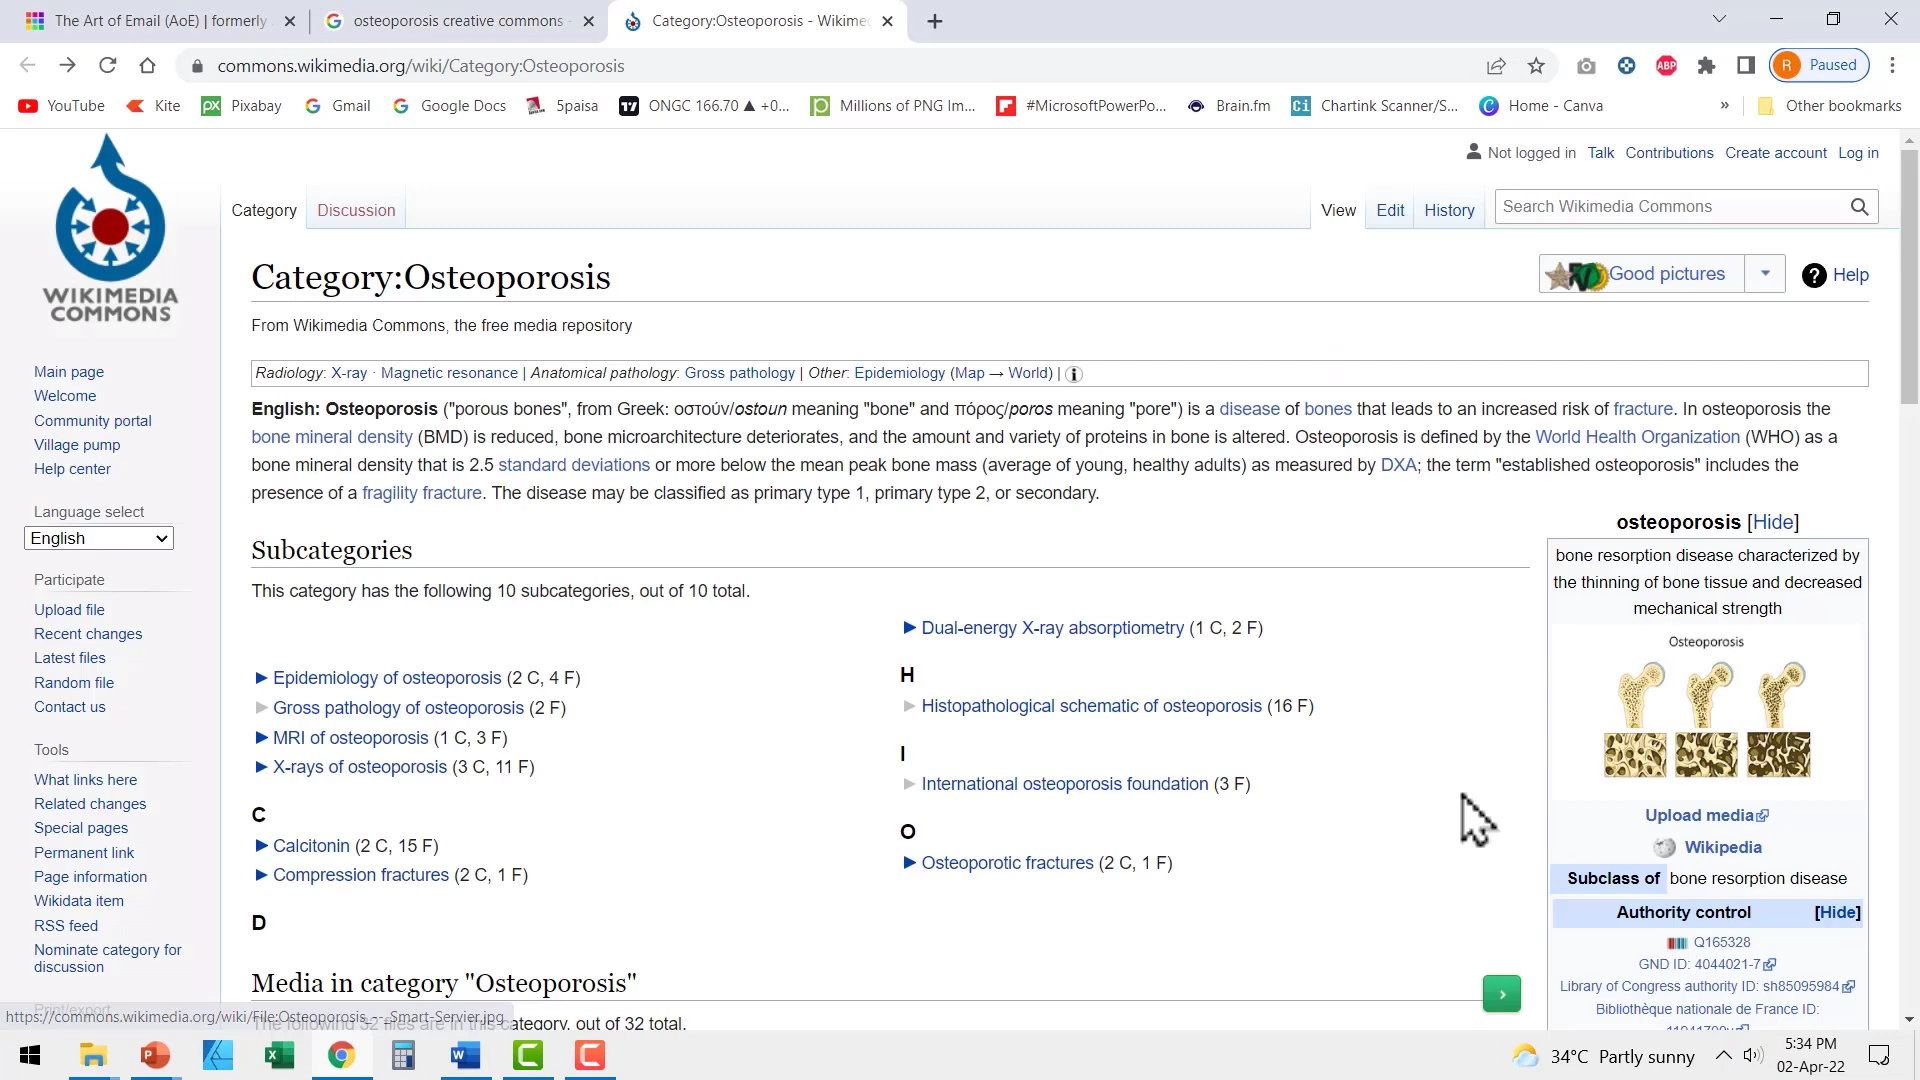 The Art of Email (AoE) | formerly
osteoporosis creative commons -
Category:Osteoporosis - Wikime
commons.wikimedia.org/wiki/Category:Osteoporosis
ABP
R Paused
YouTube
Kite
px Pixabay
Gmail
Google Docs
5paisa
ONGC 166.70 ▲ +0...
Millions of PNG Im...
#MicrosoftPowerPo...
Brain.fm
Ci Chartink Scanner/S...
Home - Canva
»
Other bookmarks
WIKIMEDIA
COMMONS
Not logged in Talk Contributions Create account Log in
Category Discussion
View Edit History
Search Wikimedia Commons
Category:Osteoporosis
Good pictures
? Help
From Wikimedia Commons, the free media repository
Radiology: X-ray · Magnetic resonance | Anatomical pathology: Gross pathology | Other: Epidemiology (Map → World) |
English: Osteoporosis ("porous bones", from Greek: οστούν/ostoun meaning "bone" and πόρος/poros meaning "pore") is a disease of bones that leads to an increased risk of fracture. In osteoporosis the
bone mineral density (BMD) is reduced, bone microarchitecture deteriorates, and the amount and variety of proteins in bone is altered. Osteoporosis is defined by the World Health Organization (WHO) as a
bone mineral density that is 2.5 standard deviations or more below the mean peak bone mass (average of young, healthy adults) as measured by DXA; the term "established osteoporosis" includes the
presence of a fragility fracture. The disease may be classified as primary type 1, primary type 2, or secondary.
Subcategories
This category has the following 10 subcategories, out of 10 total.
► Epidemiology of osteoporosis (2 C, 4 F)
► Gross pathology of osteoporosis (2 F)
► MRI of osteoporosis (1 C, 3 F)
► X-rays of osteoporosis (3 C, 11 F)
C
► Calcitonin (2 C, 15 F)
► Compression fractures (2 C, 1 F)
D
► Dual-energy X-ray absorptiometry (1 C, 2 F)
H
► Histopathological schematic of osteoporosis (16 F)
I
► International osteoporosis foundation (3 F)
O
► Osteoporotic fractures (2 C, 1 F)
Media in category "Osteoporosis"
The following 32 files are in this category, out of 32 total.
osteoporosis [Hide]
bone resorption disease characterized by
the thinning of bone tissue and decreased
mechanical strength
Osteoporosis
Upload media
Wikipedia
Subclass of bone resorption disease
Authority control [Hide]
Q165328
GND ID: 4044021-7
Library of Congress authority ID: sh85095984
Bibliothèque nationale de France ID:
Main page
Welcome
Community portal
Village pump
Help center
Language select
English
Participate
Upload file
Recent changes
Latest files
Random file
Contact us
Tools
What links here
Related changes
Special pages
Permanent link
Page information
Wikidata item
RSS feed
Nominate category for
discussion
Print/export
https://commons.wikimedia.org/wiki/File:Osteoporosis_--_Smart-Servier.jpg
34°C Partly sunny
5:34 PM
02-Apr-22